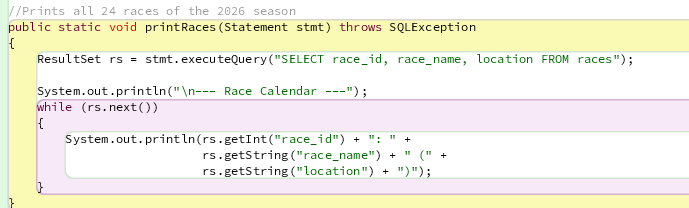 //Prints all 24 races of the 2026 season
public static void printRaces(Statement stmt) throws SQLException
{
ResultSet rs = stmt.executeQuery("SELECT race_id, race_name, location FROM races");
System.out.println("\n--- Race Calendar ---");
while (rs.next())
{
System.out.println(rs.getInt("race_id") + ": " +
rs.getString("race_name") + " (" +
rs.getString("location") + ")");
}
}